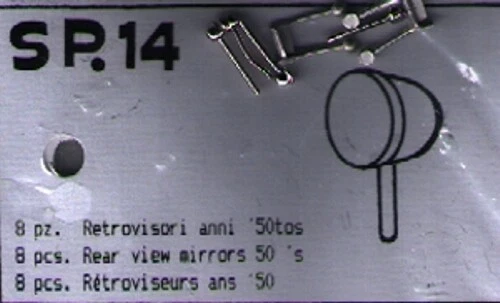 SP.14
8 pz. Retrovisori anni '50tos
8 pcs. Rear view mirrors 50 's
8 pcs. Rétroviseurs ans '50